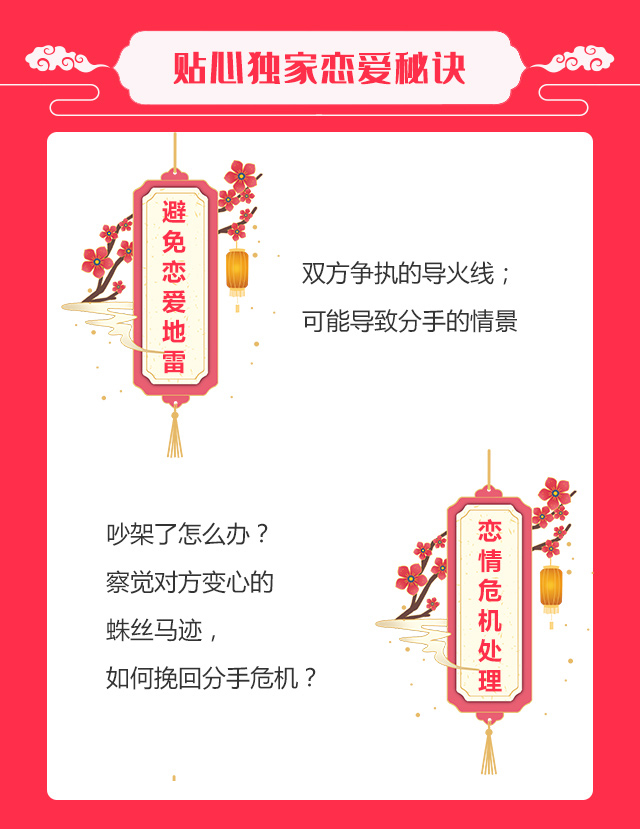 贴心独家恋爱秘诀
避免恋爱地雷
双方争执的导火线；
可能导致分手的情景
吵架了怎么办？
察觉对方变心的
蛛丝马迹，
如何挽回分手危机？
恋情危机处理